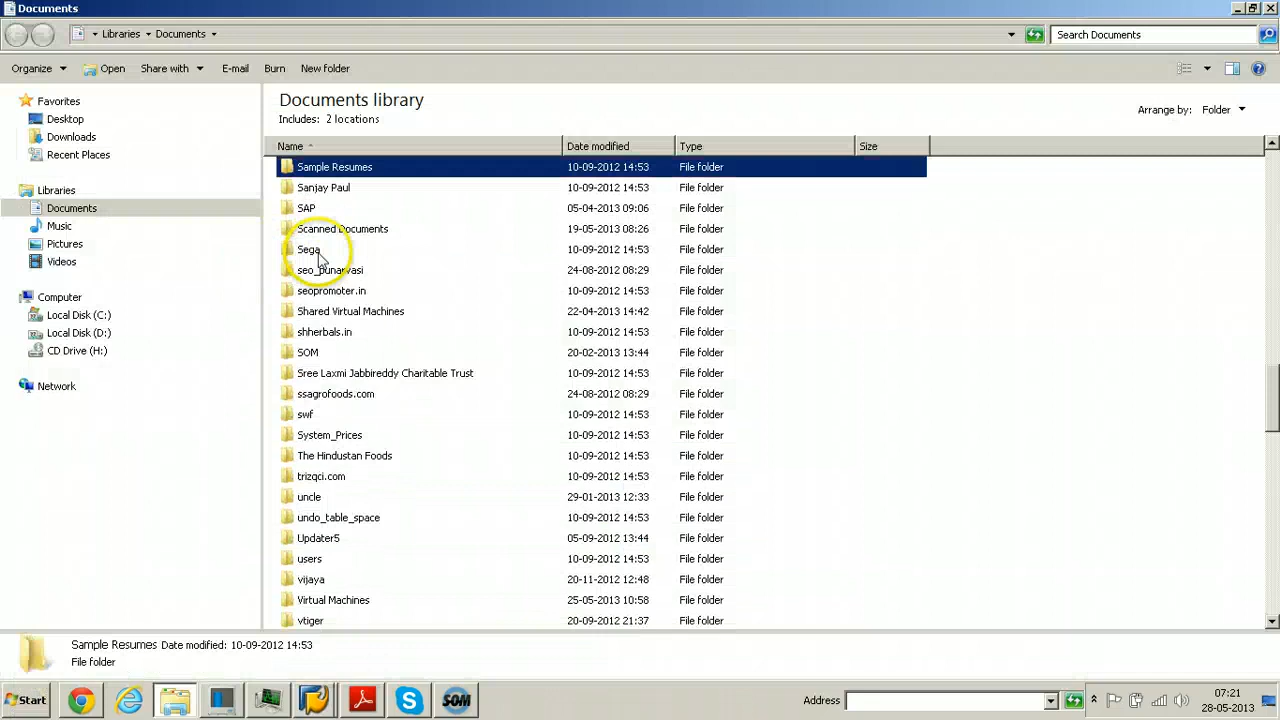 Documents
Libraries Documents
Search Documents
Organize Open Share with E-mail Burn New folder
Favorites
Desktop
Downloads
Recent Places
Libraries
Documents
Music
Pictures
Videos
Computer
Local Disk (C:)
Local Disk (D:)
CD Drive (H:)
Network
Documents library
Includes: 2 locations
Arrange by: Folder
Name Date modified Type Size
Sample Resumes 10-09-2012 14:53 File folder
Sanjay Paul 10-09-2012 14:53 File folder
SAP 05-04-2013 09:06 File folder
Scanned Documents 19-05-2013 08:26 File folder
Sega 10-09-2012 14:53 File folder
seo_punarvasi 24-08-2012 08:29 File folder
seopromoter.in 10-09-2012 14:53 File folder
Shared Virtual Machines 22-04-2013 14:42 File folder
shherbals.in 10-09-2012 14:53 File folder
SOM 20-02-2013 13:44 File folder
Sree Laxmi Jabbireddy Charitable Trust 10-09-2012 14:53 File folder
ssagrofoods.com 24-08-2012 08:29 File folder
swf 10-09-2012 14:53 File folder
System_Prices 10-09-2012 14:53 File folder
The Hindustan Foods 10-09-2012 14:53 File folder
trizqci.com 10-09-2012 14:53 File folder
uncle 29-01-2013 12:33 File folder
undo_table_space 10-09-2012 14:53 File folder
Updater5 05-09-2012 13:44 File folder
users 10-09-2012 14:53 File folder
vijaya 20-11-2012 12:48 File folder
Virtual Machines 25-05-2013 10:58 File folder
vtiger 20-09-2012 21:37 File folder
Sample Resumes Date modified: 10-09-2012 14:53
File folder
Start
SOM
Address
07:21
28-05-2013